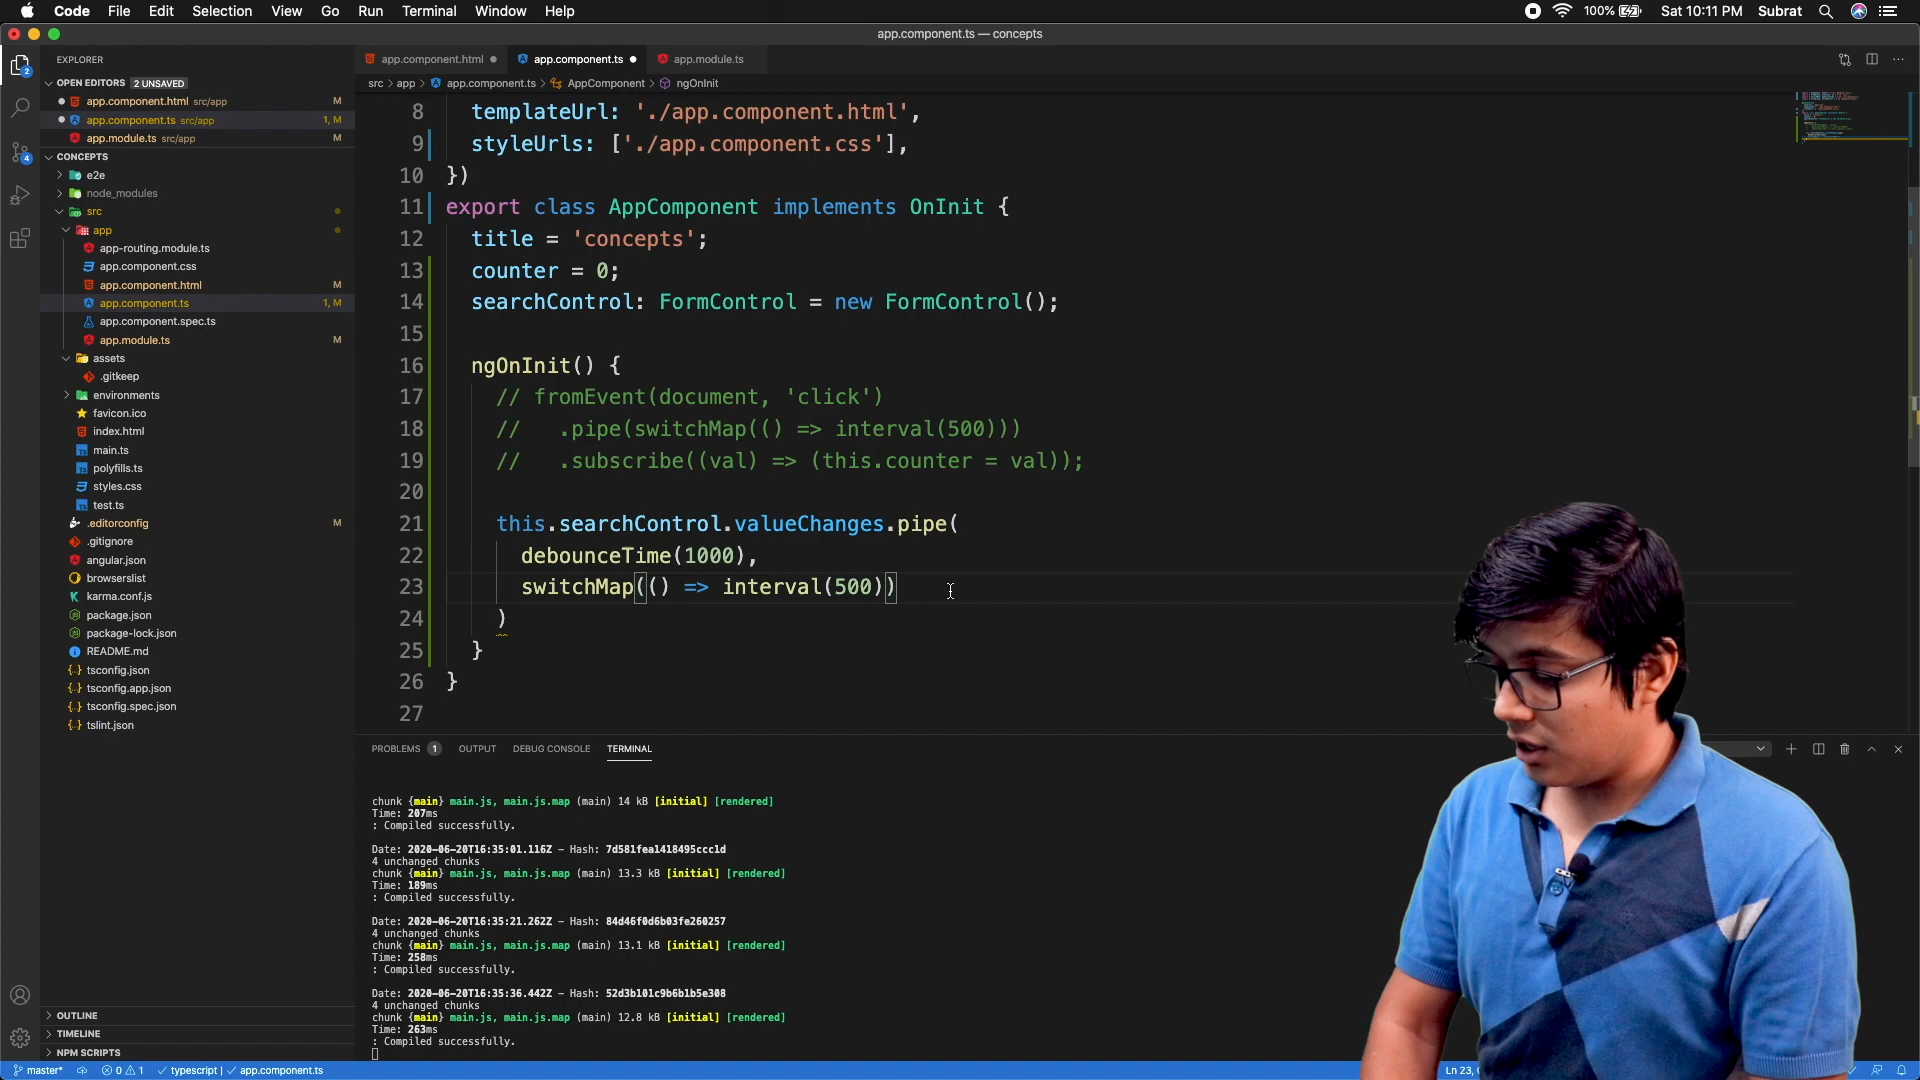 Code File Edit Selection View Go Run Terminal Window Help 100% Sat 10:11 PM Subrat
app.component.ts — concepts
EXPLORER
OPEN EDITORS 2 UNSAVED
app.component.html src/app M
app.component.ts src/app 1, M
app.module.ts src/app M
CONCEPTS
e2e
node_modules
src
app
app-routing.module.ts
app.component.css
app.component.html M
app.component.ts 1, M
app.component.spec.ts
app.module.ts M
assets
.gitkeep
environments
favicon.ico
index.html
main.ts
polyfills.ts
styles.css
test.ts
.editorconfig M
.gitignore
angular.json
browserslist
karma.conf.js
package.json
package-lock.json
README.md
tsconfig.json
tsconfig.app.json
tsconfig.spec.json
tslint.json
OUTLINE
TIMELINE
NPM SCRIPTS
2
4
app.component.html app.component.ts app.module.ts
src > app > app.component.ts > AppComponent > ngOnInit
8 templateUrl: './app.component.html',
9 styleUrls: ['./app.component.css'],
10 })
11 export class AppComponent implements OnInit {
12 title = 'concepts';
13 counter = 0;
14 searchControl: FormControl = new FormControl();
15
16 ngOnInit() {
17 // fromEvent(document, 'click')
18 // .pipe(switchMap(() => interval(500)))
19 // .subscribe((val) => (this.counter = val));
20
21 this.searchControl.valueChanges.pipe(
22 debounceTime(1000),
23 switchMap(() => interval(500))
24 )
25 }
26 }
27
PROBLEMS 1 OUTPUT DEBUG CONSOLE TERMINAL
chunk {main} main.js, main.js.map (main) 14 kB [initial] [rendered]
Time: 207ms
: Compiled successfully.
Date: 2020-06-20T16:35:01.116Z - Hash: 7d581fea1418495ccc1d
4 unchanged chunks
chunk {main} main.js, main.js.map (main) 13.3 kB [initial] [rendered]
Time: 189ms
: Compiled successfully.
Date: 2020-06-20T16:35:21.262Z - Hash: 84d46f0d6b03fe260257
4 unchanged chunks
chunk {main} main.js, main.js.map (main) 13.1 kB [initial] [rendered]
Time: 258ms
: Compiled successfully.
Date: 2020-06-20T16:35:36.442Z - Hash: 52d3b101c9b6b1b5e308
4 unchanged chunks
chunk {main} main.js, main.js.map (main) 12.8 kB [initial] [rendered]
Time: 263ms
: Compiled successfully.
master* 0 1 typescript | app.component.ts Ln 23,